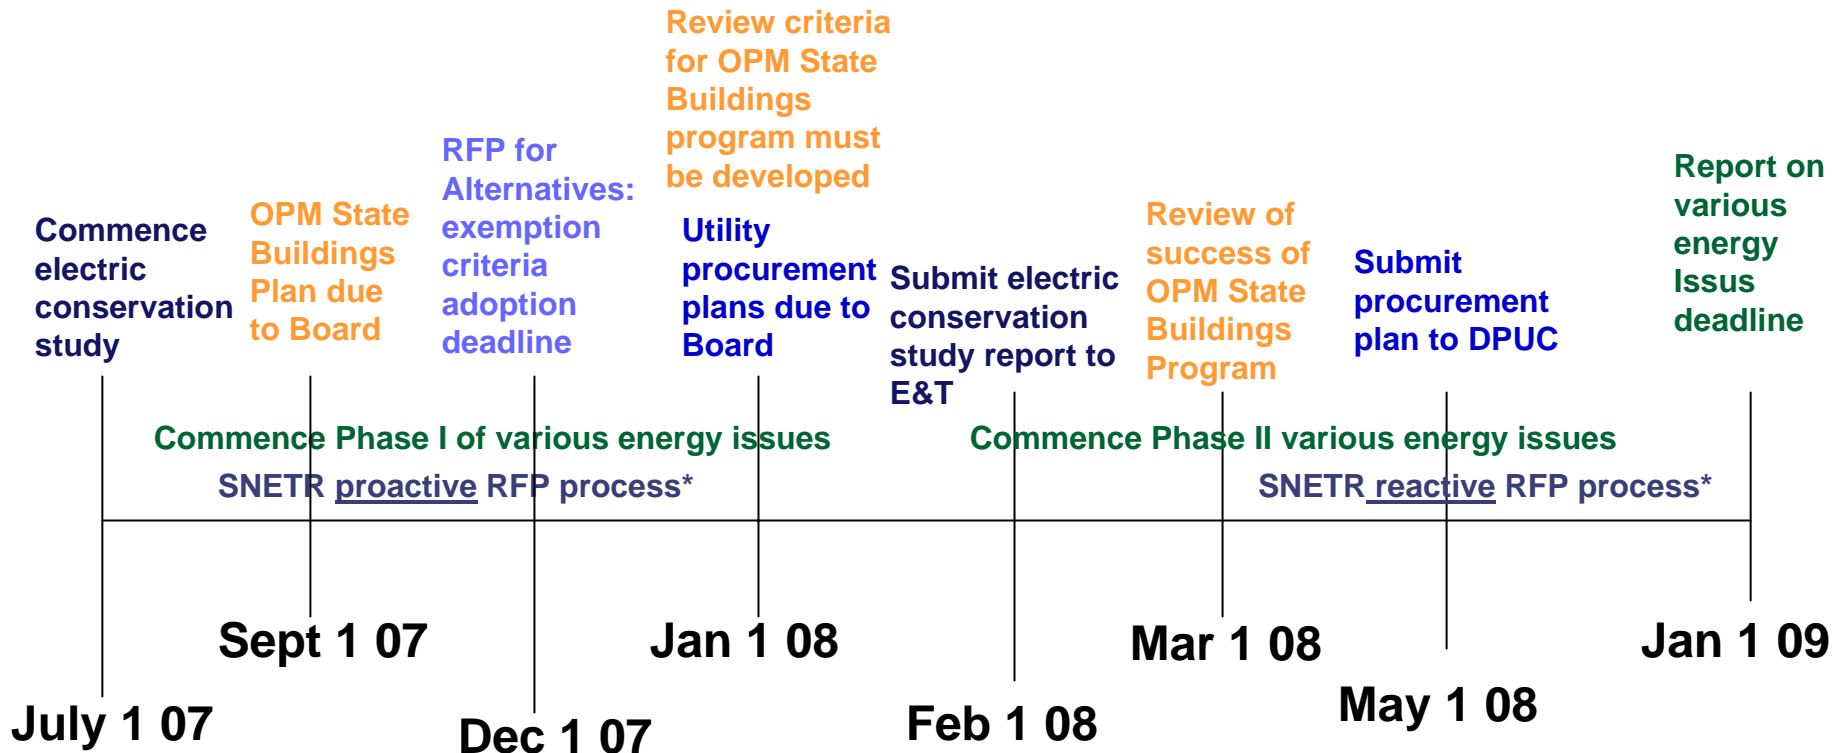 Review criteria
for OPM State
Buildings
program must
be developed
RFP for
Alternatives:
exemption
criteria
adoption
deadline
Report on
various
energy
Issus
deadline
Commence
electric
conservation
study
OPM State
Buildings
Plan due
to Board
Utility
procurement
plans due to
Board
Submit electric
conservation
study report to
E&T
Review of
success of
OPM State
Buildings
Program
Submit
procurement
plan to DPUC
Commence Phase I of various energy issues
Commence Phase II various energy issues
SNETR proactive RFP process*
SNETR reactive RFP process*
Sept 1 07
Jan 1 08
Mar 1 08
Jan 1 09
July 1 07
Dec 1 07
Feb 1 08
May 1 08